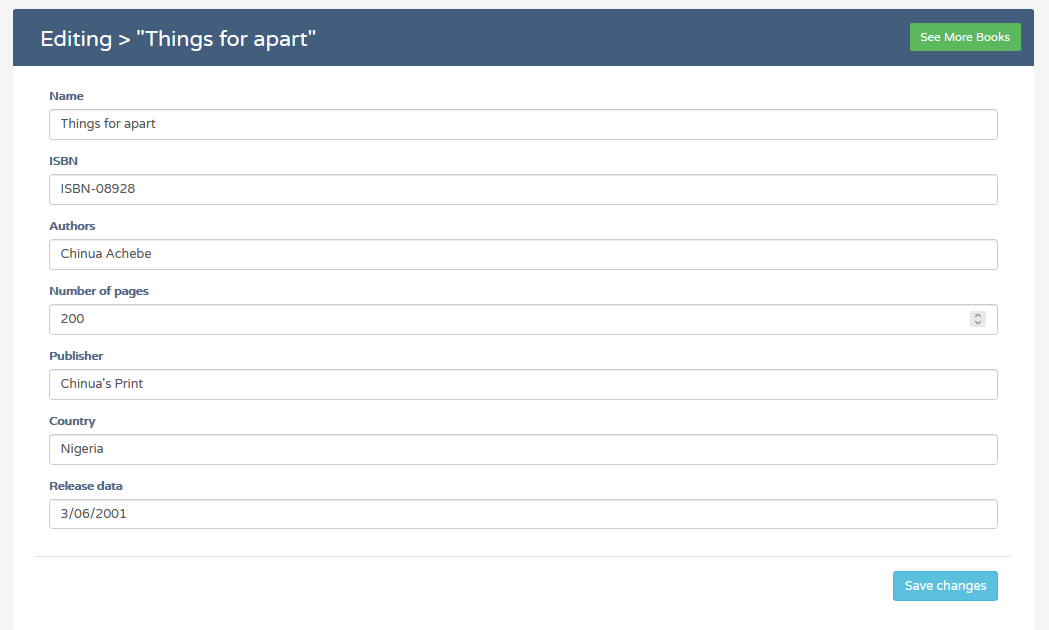 Editing > "Things for apart"
See More Books
Name
Things for apart
ISBN
ISBN-08928
Authors
Chinua Achebe
Number of pages
200
Publisher
Chinua's Print
Country
Nigeria
Release data
3/06/2001
Save changes